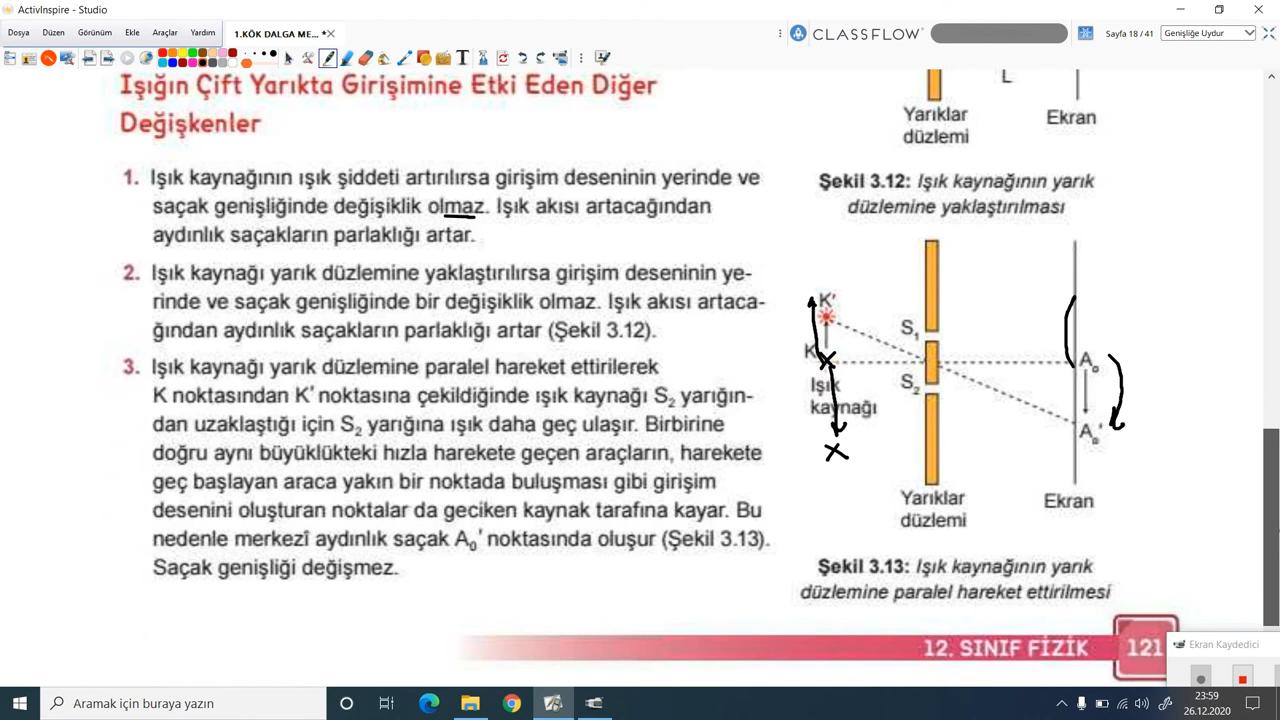 ActivInspire - Studio
Dosya Düzen Görünüm Ekle Araçlar Yardım
1.KÖK DALGA ME... *
CLASSFLOW
Sayfa 18 / 41
Genişliğe Uydur
Işığın Çift Yarıkta Girişimine Etki Eden Diğer
Değişkenler
1. Işık kaynağının ışık şiddeti artırılırsa girişim deseninin yerinde ve
saçak genişliğinde değişiklik olmaz. Işık akısı artacağından
aydınlık saçakların parlaklığı artar.
2. Işık kaynağı yarık düzlemine yaklaştırılırsa girişim deseninin ye-
rinde ve saçak genişliğinde bir değişiklik olmaz. Işık akısı artaca-
ğından aydınlık saçakların parlaklığı artar (Şekil 3.12).
3. Işık kaynağı yarık düzlemine paralel hareket ettirilerek
K noktasından K' noktasına çekildiğinde ışık kaynağı S₂ yarığın-
dan uzaklaştığı için S₂ yarığına ışık daha geç ulaşır. Birbirine
doğru aynı büyüklükteki hızla harekete geçen araçların, harekete
geç başlayan araca yakın bir noktada buluşması gibi girişim
desenini oluşturan noktalar da geciken kaynak tarafına kayar. Bu
nedenle merkezî aydınlık saçak A₀' noktasında oluşur (Şekil 3.13).
Saçak genişliği değişmez.
L
Yarıklar
düzlemi
Ekran
Şekil 3.12: Işık kaynağının yarık
düzlemine yaklaştırılması
K'
S₁
K
A₀
S₂
Işık
kaynağı
A₀'
Yarıklar
düzlemi
Ekran
Şekil 3.13: Işık kaynağının yarık
düzlemine paralel hareket ettirilmesi
12. SINIF FİZİK 121
Ekran Kaydedici
Aramak için buraya yazın
23:59
26.12.2020